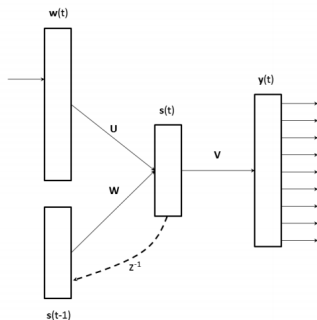 w(t)
y(t)
s(t)
U
V
W
z-1
s(t-1)